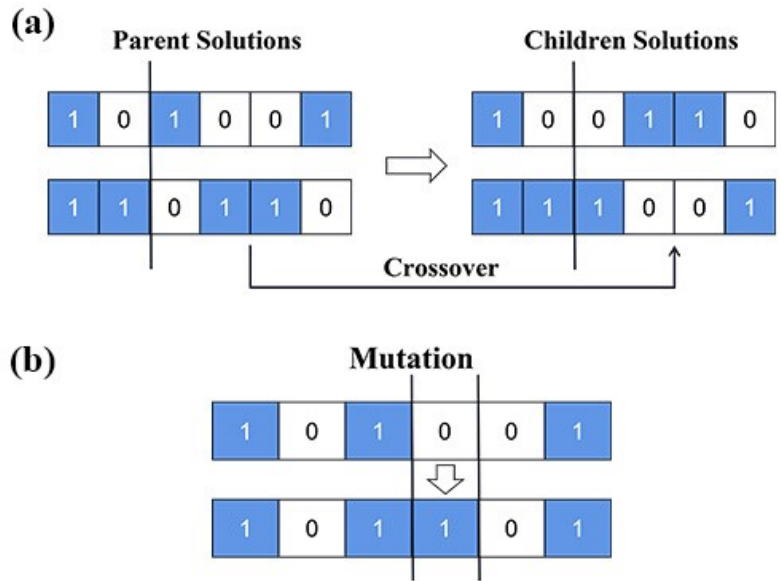 (a)
Parent Solutions Children Solutions
1 0 1 0 0 1 1 0 0 1 1 0
1 1 0 1 1 0 1 1 1 0 0 1
Crossover
(b)
Mutation
1 0 1 0 0 1
1 0 1 1 0 1